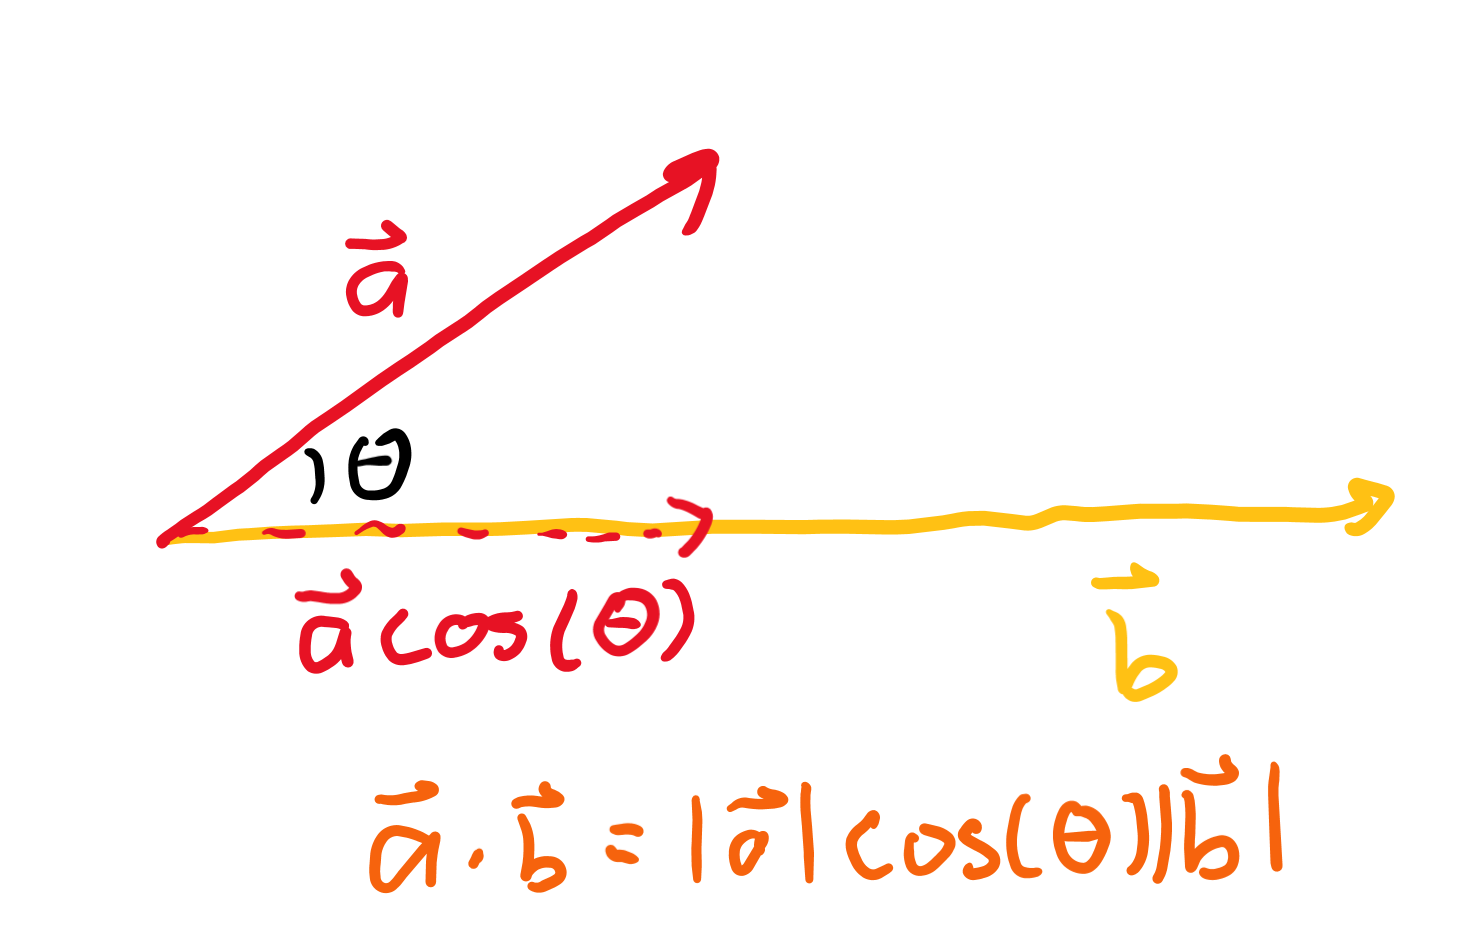 a⃗
θ
a⃗ cos(θ)
b⃗
a⃗ · b⃗ = |a⃗| cos(θ)|b⃗|